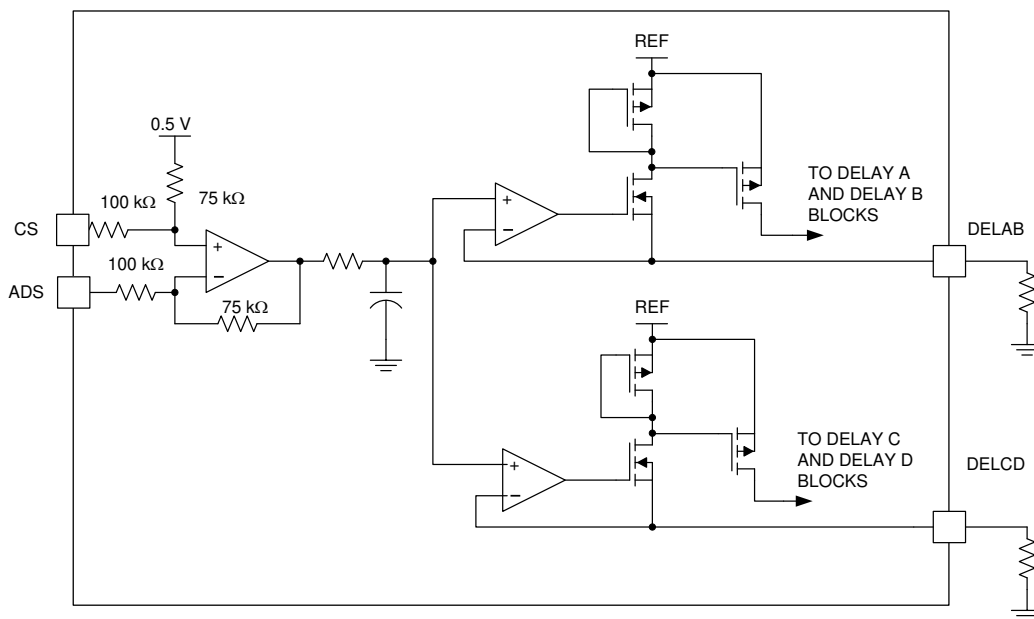 REF
0.5 V
100 kΩ
75 kΩ
CS
+
−
100 kΩ
ADS
75 kΩ
+
−
TO DELAY A
AND DELAY B
BLOCKS
DELAB
REF
+
−
TO DELAY C
AND DELAY D
BLOCKS
DELCD